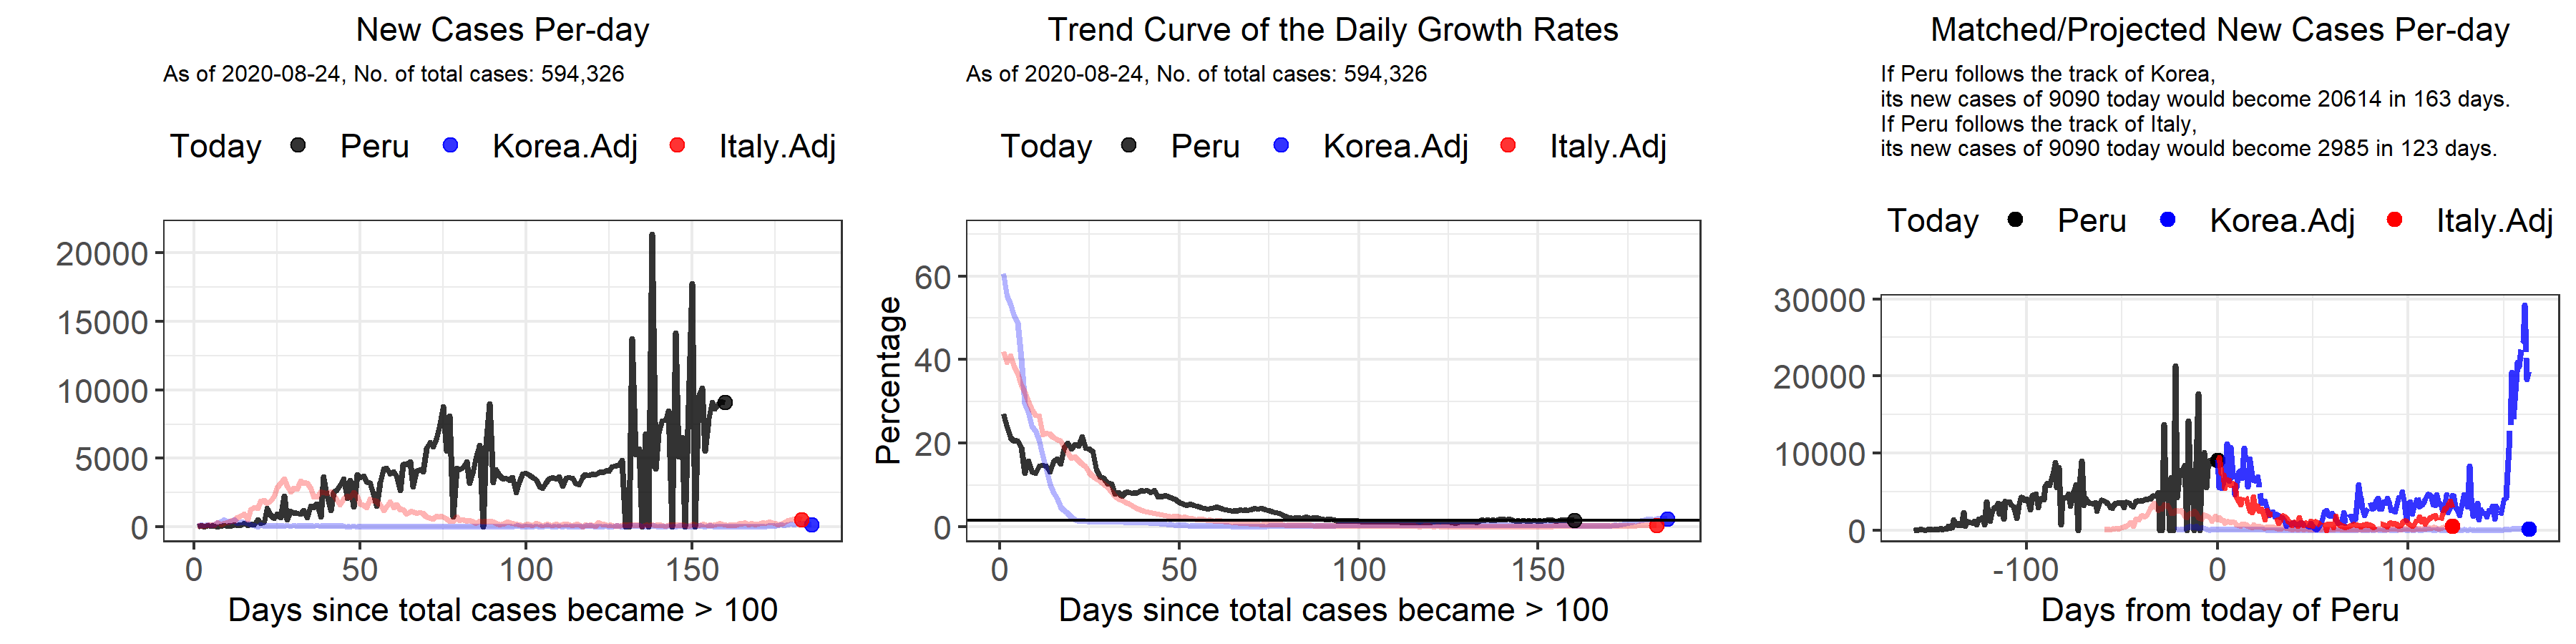 New Cases Per-day
As of 2020-08-24, No. of total cases: 594,326
Today Peru Korea.Adj Italy.Adj
20000
15000
10000
5000
0
0 50 100 150
Days since total cases became > 100
Trend Curve of the Daily Growth Rates
As of 2020-08-24, No. of total cases: 594,326
Today Peru Korea.Adj Italy.Adj
Percentage
60
40
20
0
0 50 100 150
Days since total cases became > 100
Matched/Projected New Cases Per-day
If Peru follows the track of Korea,
its new cases of 9090 today would become 20614 in 163 days.
If Peru follows the track of Italy,
its new cases of 9090 today would become 2985 in 123 days.
Today Peru Korea.Adj Italy.Adj
30000
20000
10000
0
-100 0 100
Days from today of Peru